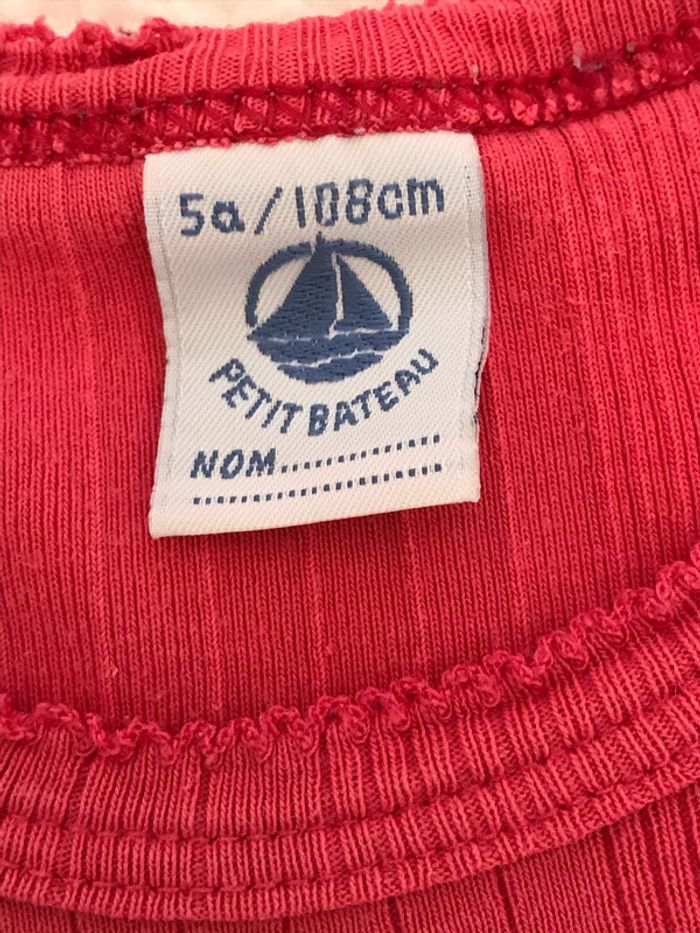 5a/108cm
PETIT BATEAU
NOM..............
........................